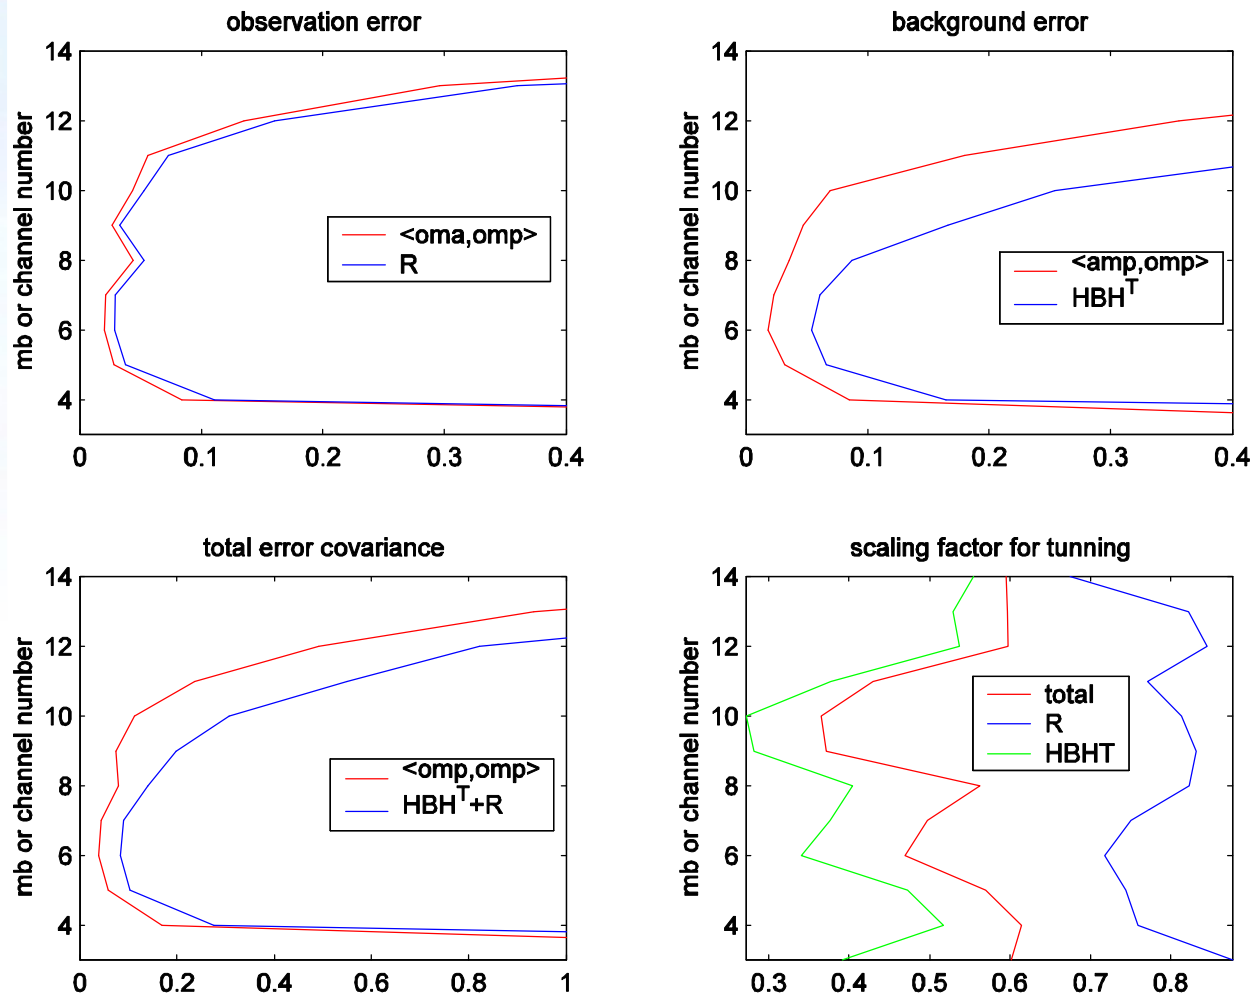 observation error
14
12
10
8
6
4
mb or channel number
0 0.1 0.2 0.3 0.4
<oma,omp>
R
background error
14
12
10
8
6
4
mb or channel number
0 0.1 0.2 0.3 0.4
<amp,omp>
HBH^T
total error covariance
14
12
10
8
6
4
mb or channel number
0 0.2 0.4 0.6 0.8 1
<omp,omp>
HBH^T+R
scaling factor for tunning
14
12
10
8
6
4
mb or channel number
0.3 0.4 0.5 0.6 0.7 0.8
total
R
HBHT